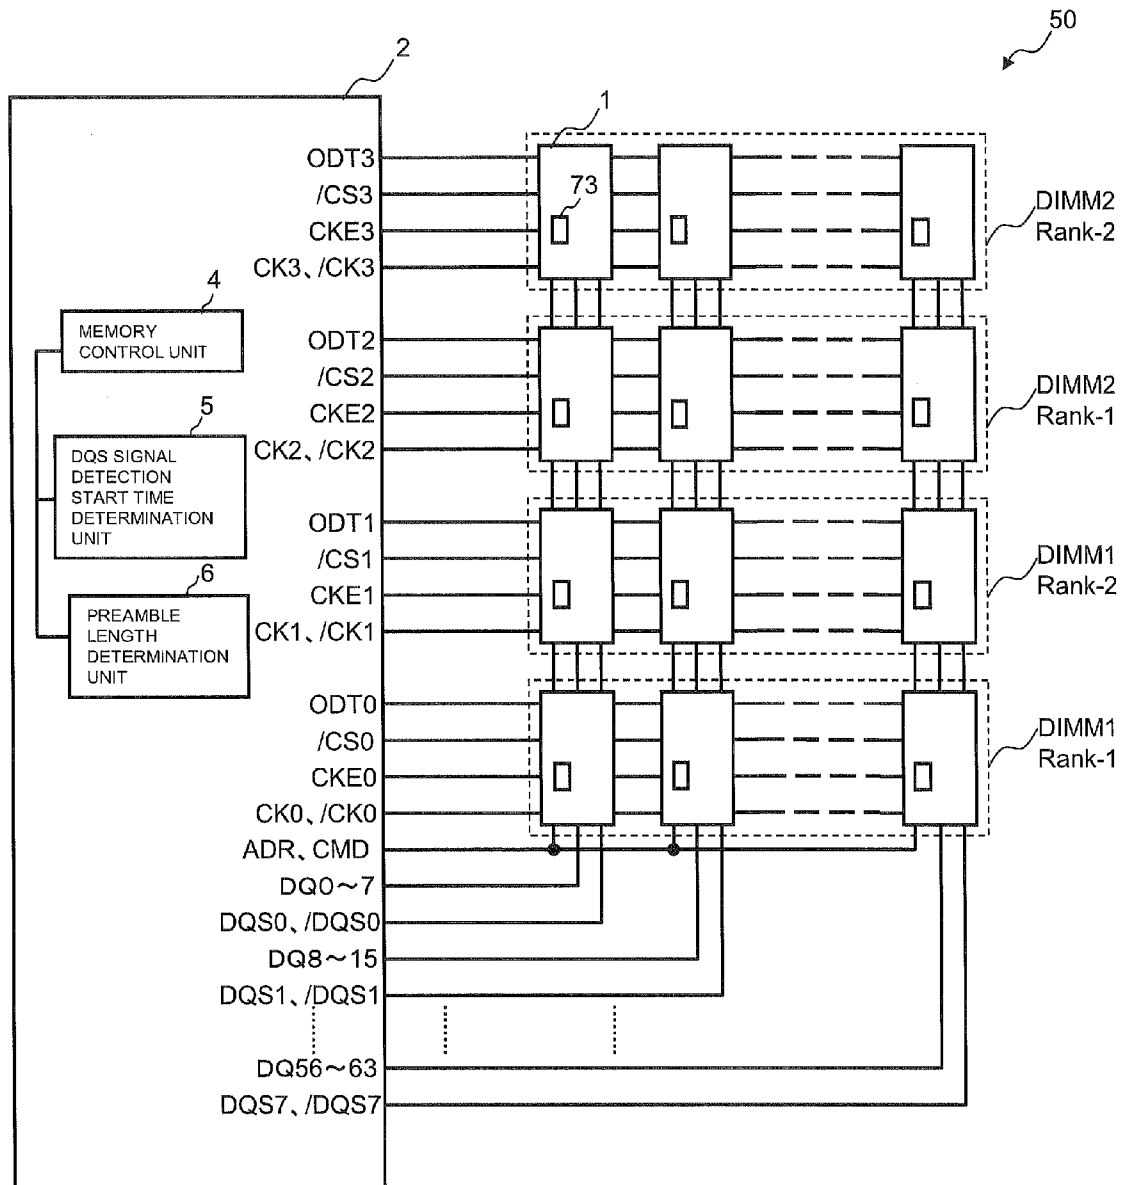 50
2
1
ODT3
/CS3
73
CKE3
CK3、/CK3
DIMM2
Rank-2
4
MEMORY
CONTROL UNIT
ODT2
/CS2
CKE2
CK2、/CK2
DIMM2
Rank-1
5
DQS SIGNAL
DETECTION
START TIME
DETERMINATION
UNIT
ODT1
/CS1
CKE1
CK1、/CK1
DIMM1
Rank-2
6
PREAMBLE
LENGTH
DETERMINATION
UNIT
ODT0
/CS0
CKE0
CK0、/CK0
DIMM1
Rank-1
ADR、CMD
DQ0～7
DQS0、/DQS0
DQ8～15
DQS1、/DQS1
DQ56～63
DQS7、/DQS7